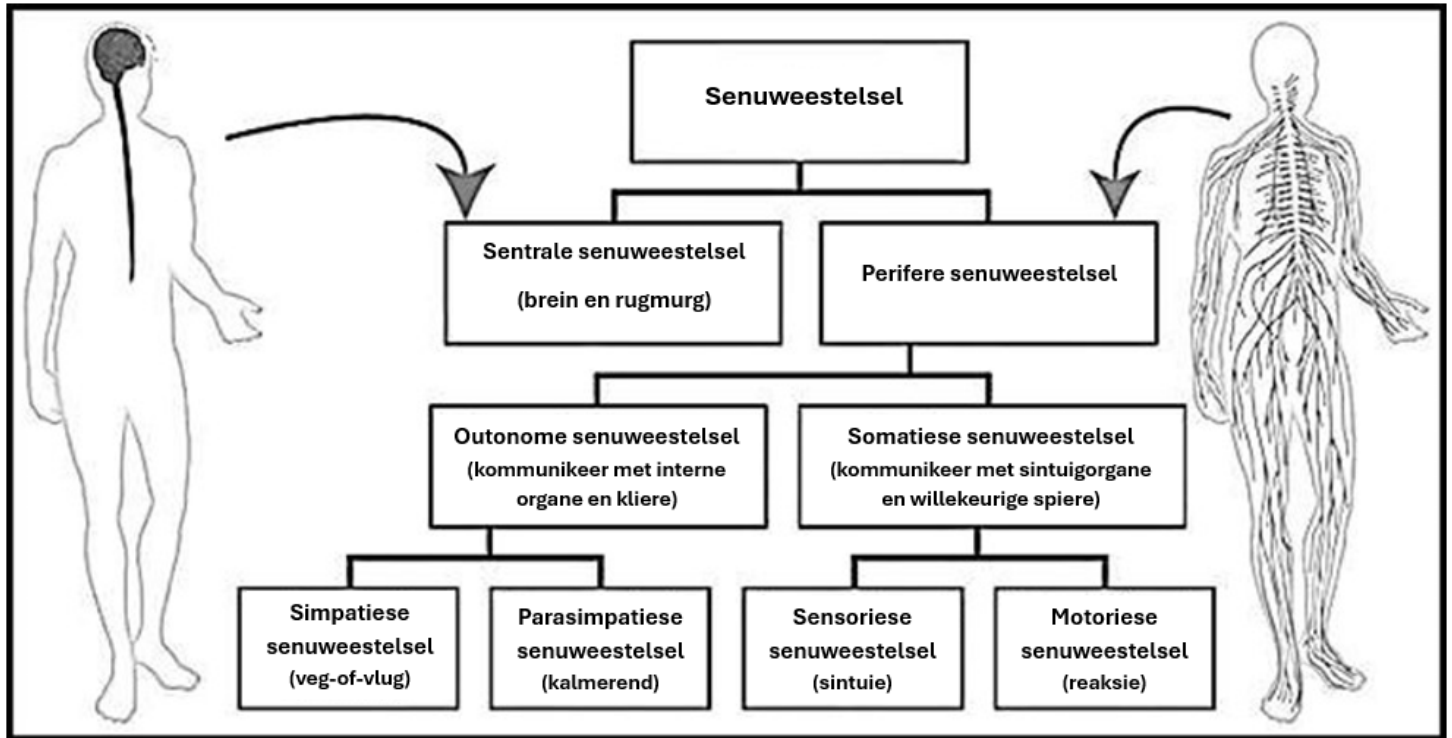 Senuweestelsel
Sentrale senuweestelsel
(brein en rugmurg)
Perifere senuweestelsel
Outonome senuweestelsel
(kommunikeer met interne
organe en kliere)
Somatiese senuweestelsel
(kommunikeer met sintuigorgane
en willekeurige spiere)
Simpatiese
senuweestelsel
(veg-of-vlug)
Parasimpatiese
senuweestelsel
(kalmerend)
Sensoriese
senuweestelsel
(sintuie)
Motoriese
senuweestelsel
(reaksie)